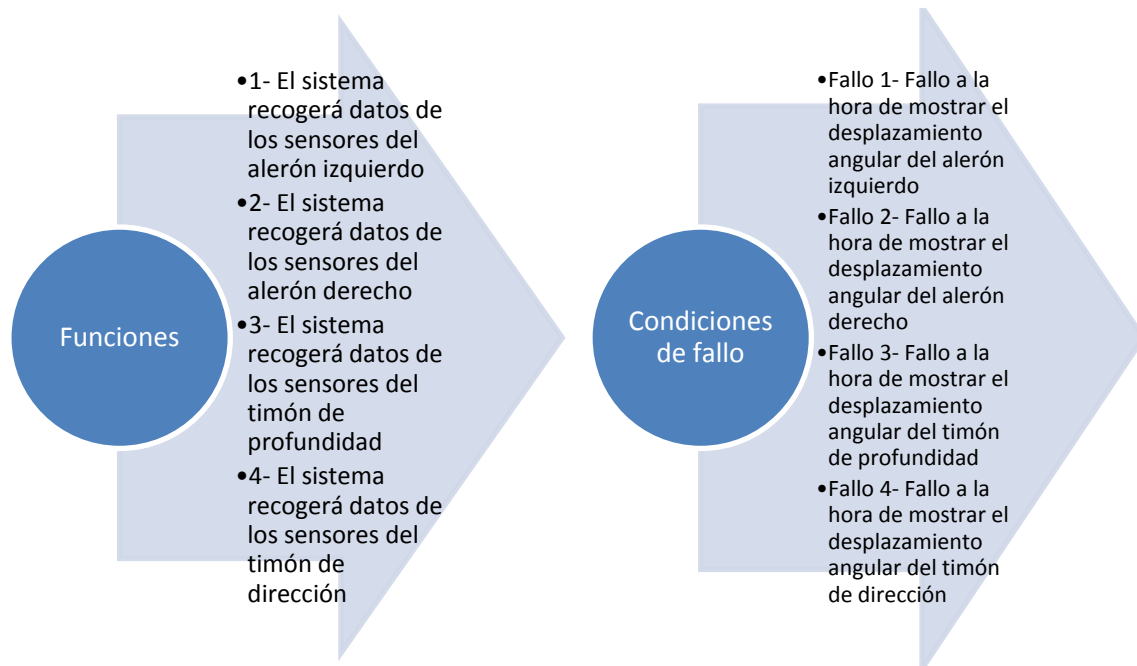 Funciones
•1- El sistema
recogerá datos de
los sensores del
alerón izquierdo
•2- El sistema
recogerá datos de
los sensores del
alerón derecho
•3- El sistema
recogerá datos de
los sensores del
timón de
profundidad
•4- El sistema
recogerá datos de
los sensores del
timón de
dirección
Condiciones
de fallo
•Fallo 1- Fallo a la
hora de mostrar el
desplazamiento
angular del alerón
izquierdo
•Fallo 2- Fallo a la
hora de mostrar el
desplazamiento
angular del alerón
derecho
•Fallo 3- Fallo a la
hora de mostrar el
desplazamiento
angular del timón
de profundidad
•Fallo 4- Fallo a la
hora de mostrar el
desplazamiento
angular del timón
de dirección